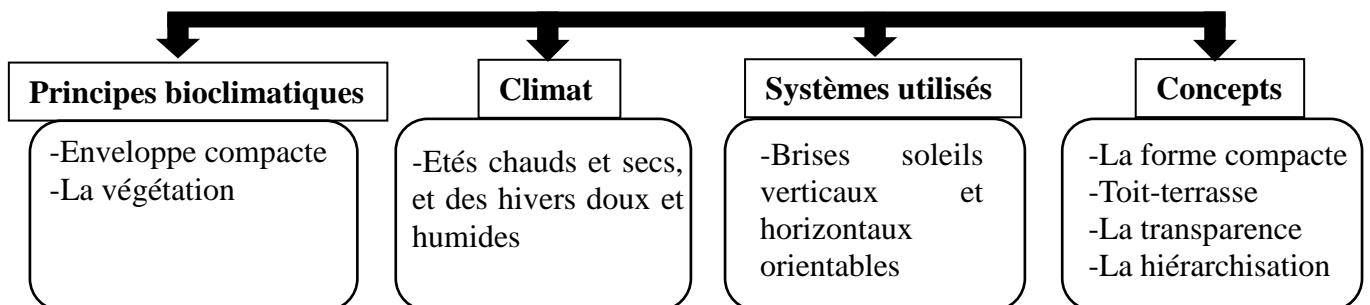 Principes bioclimatiques
-Enveloppe compacte
-La végétation
Climat
-Etés chauds et secs,
et des hivers doux et
humides
Systèmes utilisés
-Brises soleils
verticaux et
horizontaux
orientables
Concepts
-La forme compacte
-Toit-terrasse
-La transparence
-La hiérarchisation